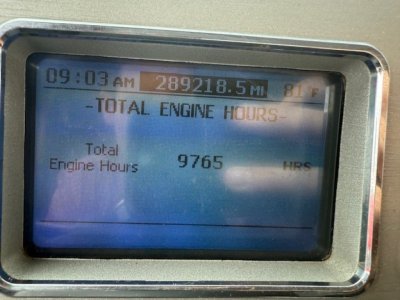 09:03 AM 289218.5 MI 81°F
-TOTAL ENGINE HOURS-
Total
Engine Hours 9765 HRS